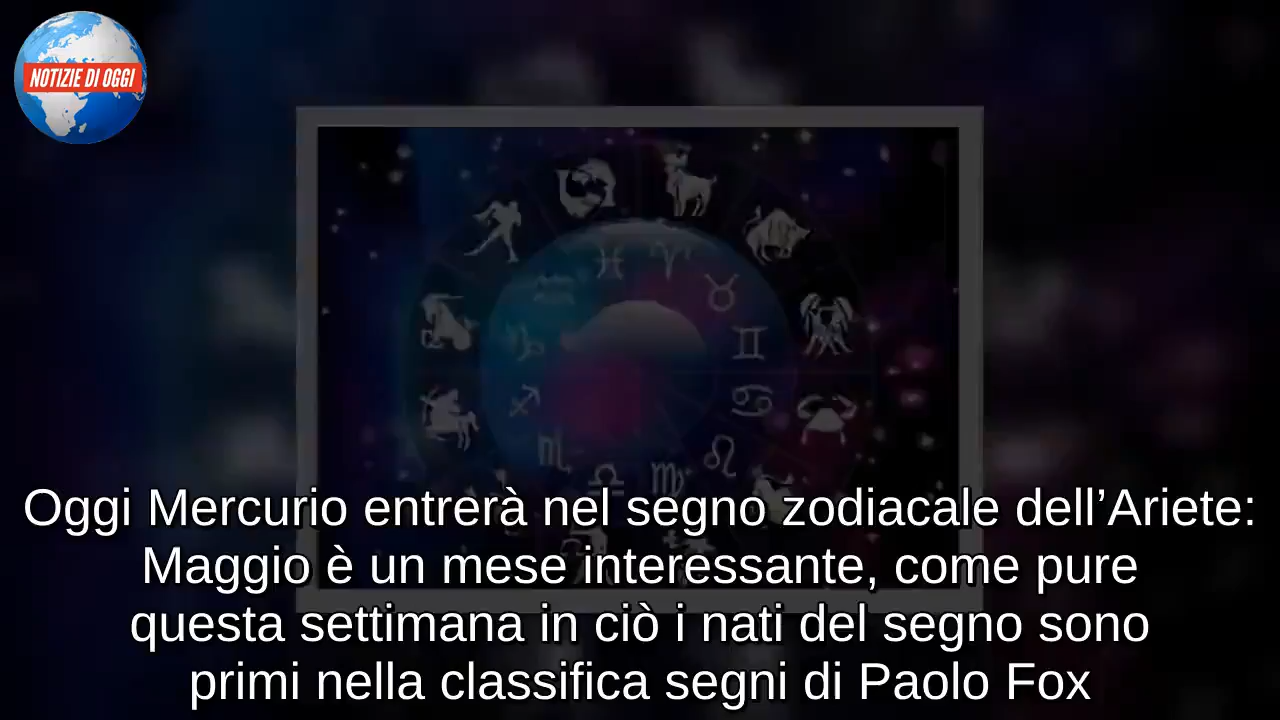 NOTIZIE DI OGGI
Oggi Mercurio entrerà nel segno zodiacale dell’Ariete:
Maggio è un mese interessante, come pure
questa settimana in ciò i nati del segno sono
primi nella classifica segni di Paolo Fox